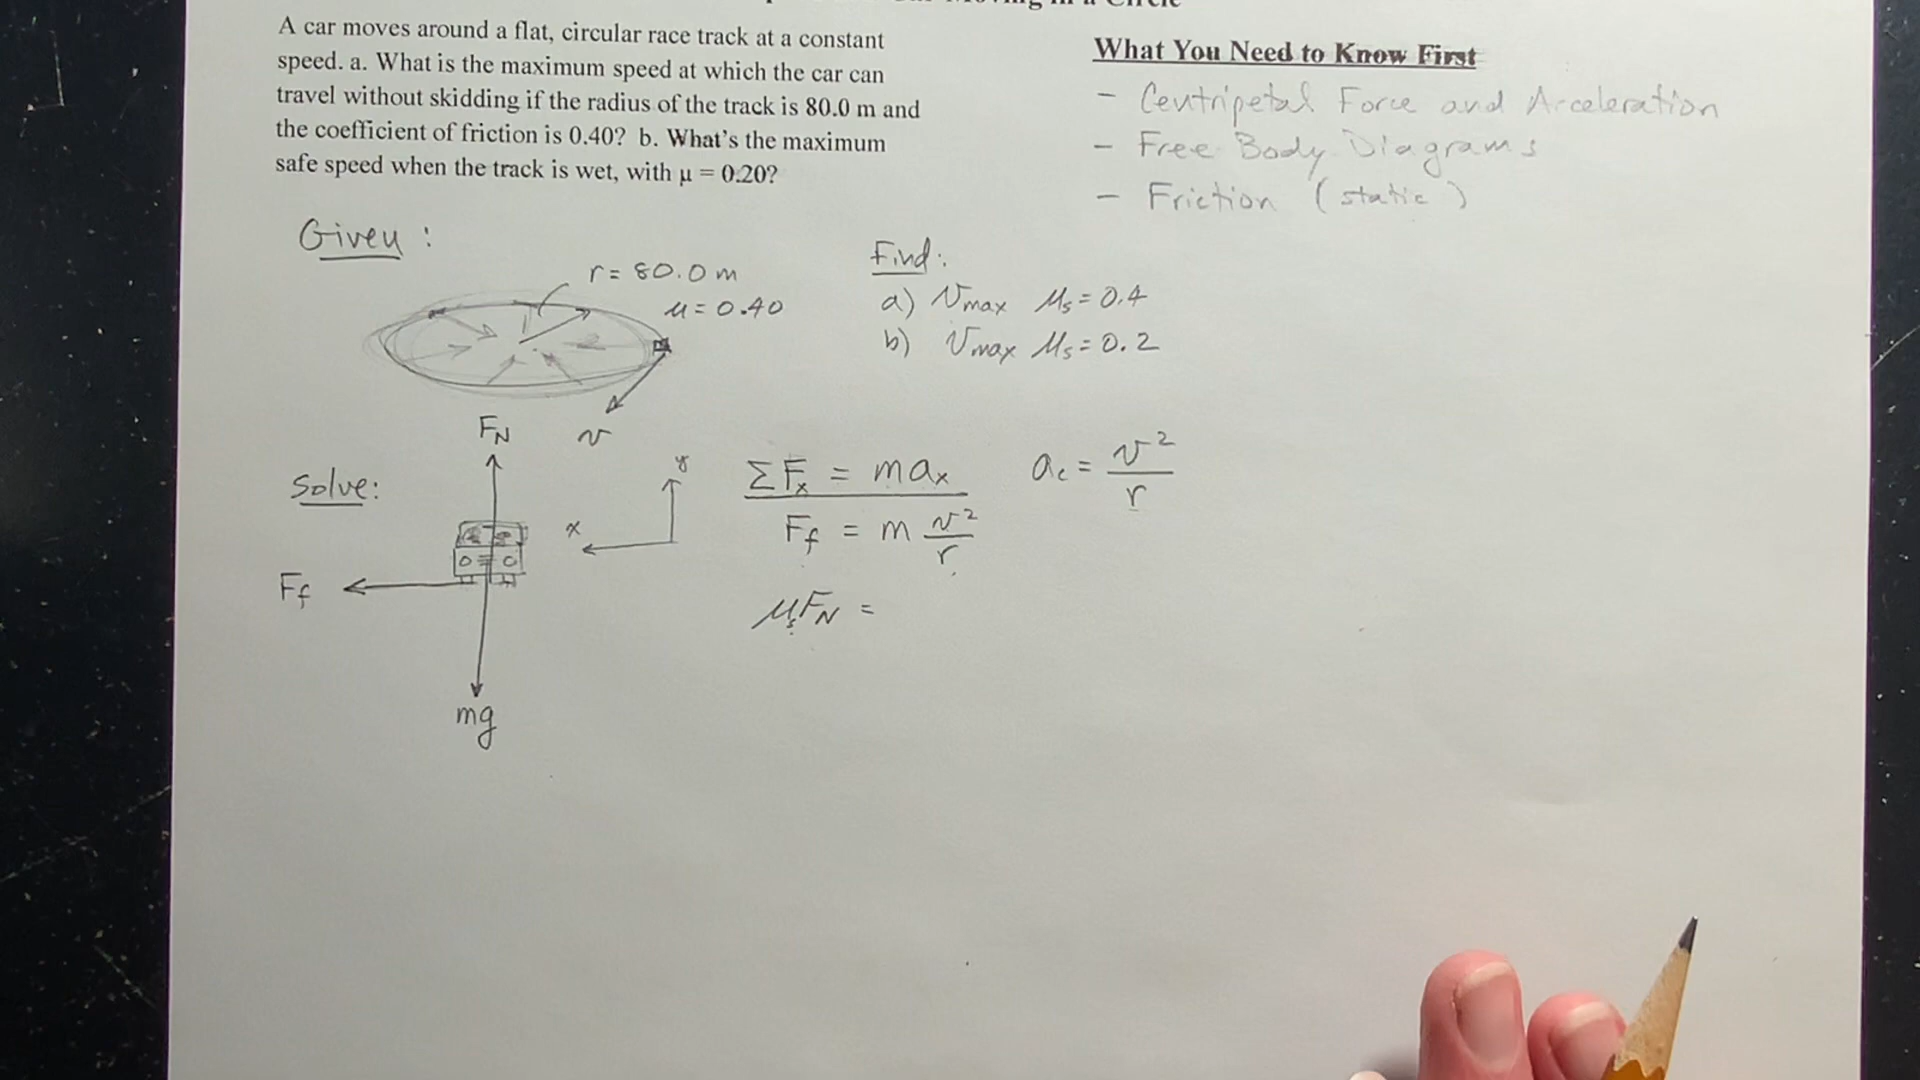 A car moves around a flat, circular race track at a constant
speed. a. What is the maximum speed at which the car can
travel without skidding if the radius of the track is 80.0 m and
the coefficient of friction is 0.40? b. What's the maximum
safe speed when the track is wet, with μ = 0.20?
What You Need to Know First
- Centripetal Force and Acceleration
- Free Body Diagrams
- Friction (static)
Given:
r = 80.0 m
μ = 0.40
v
Find:
a) vmax μs = 0.4
b) vmax μs = 0.2
Solve:
FN
Ff
mg
y
x
ΣFx = max
Ff = m v²/r
μsFN =
ac = v²/r